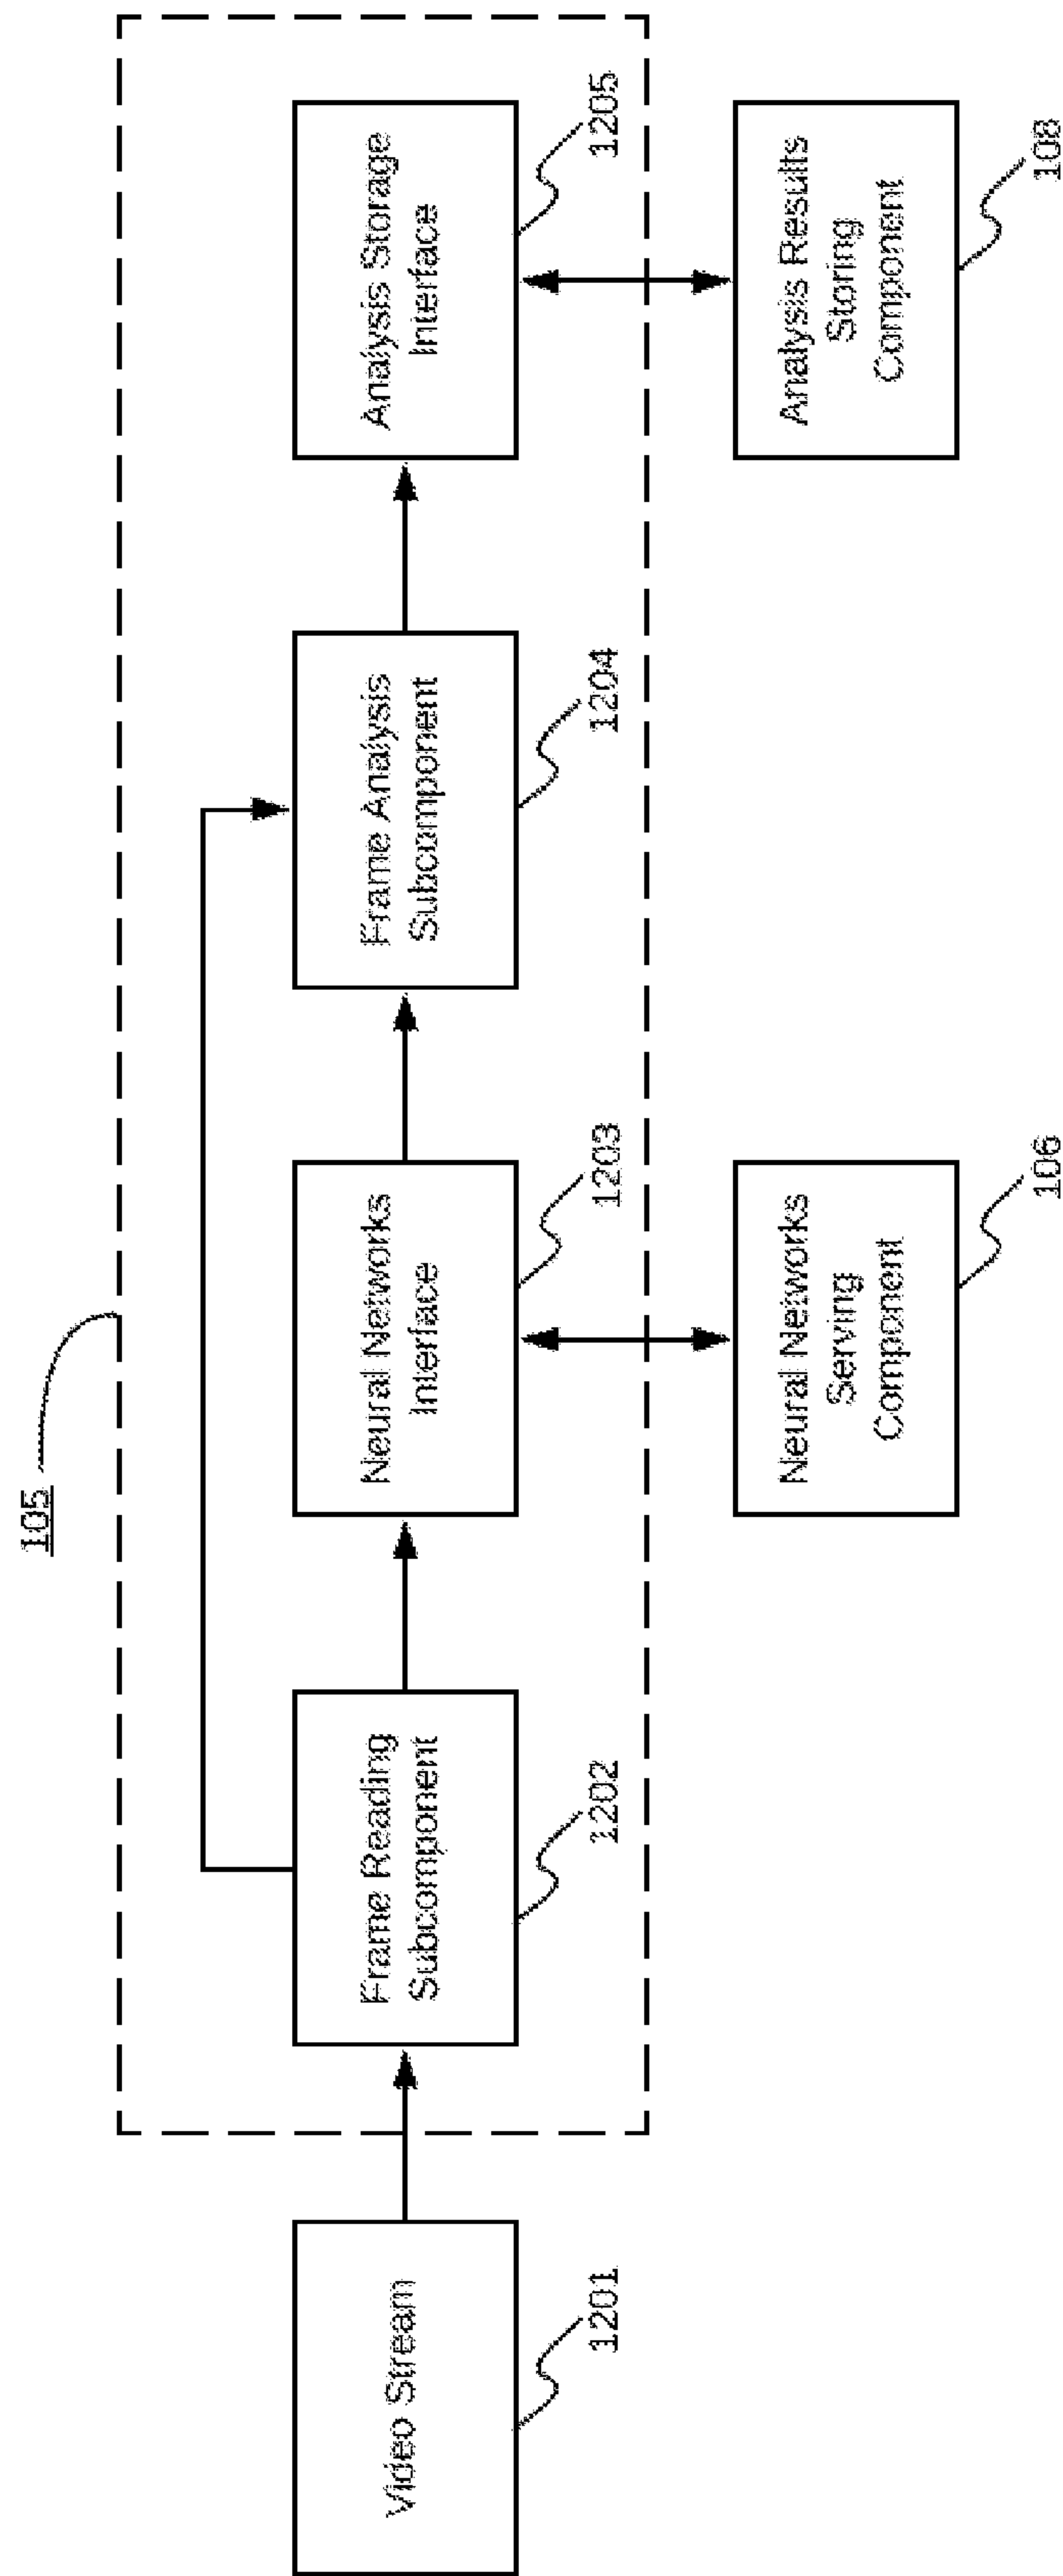 105
Video Stream
1201
Frame Reading
Subcomponent
1202
Neural Networks
Interface
1203
Frame Analysis
Subcomponent
1204
Analysis Storage
Interface
1205
Neural Networks
Serving
Component
106
Analysis Results
Storing
Component
108